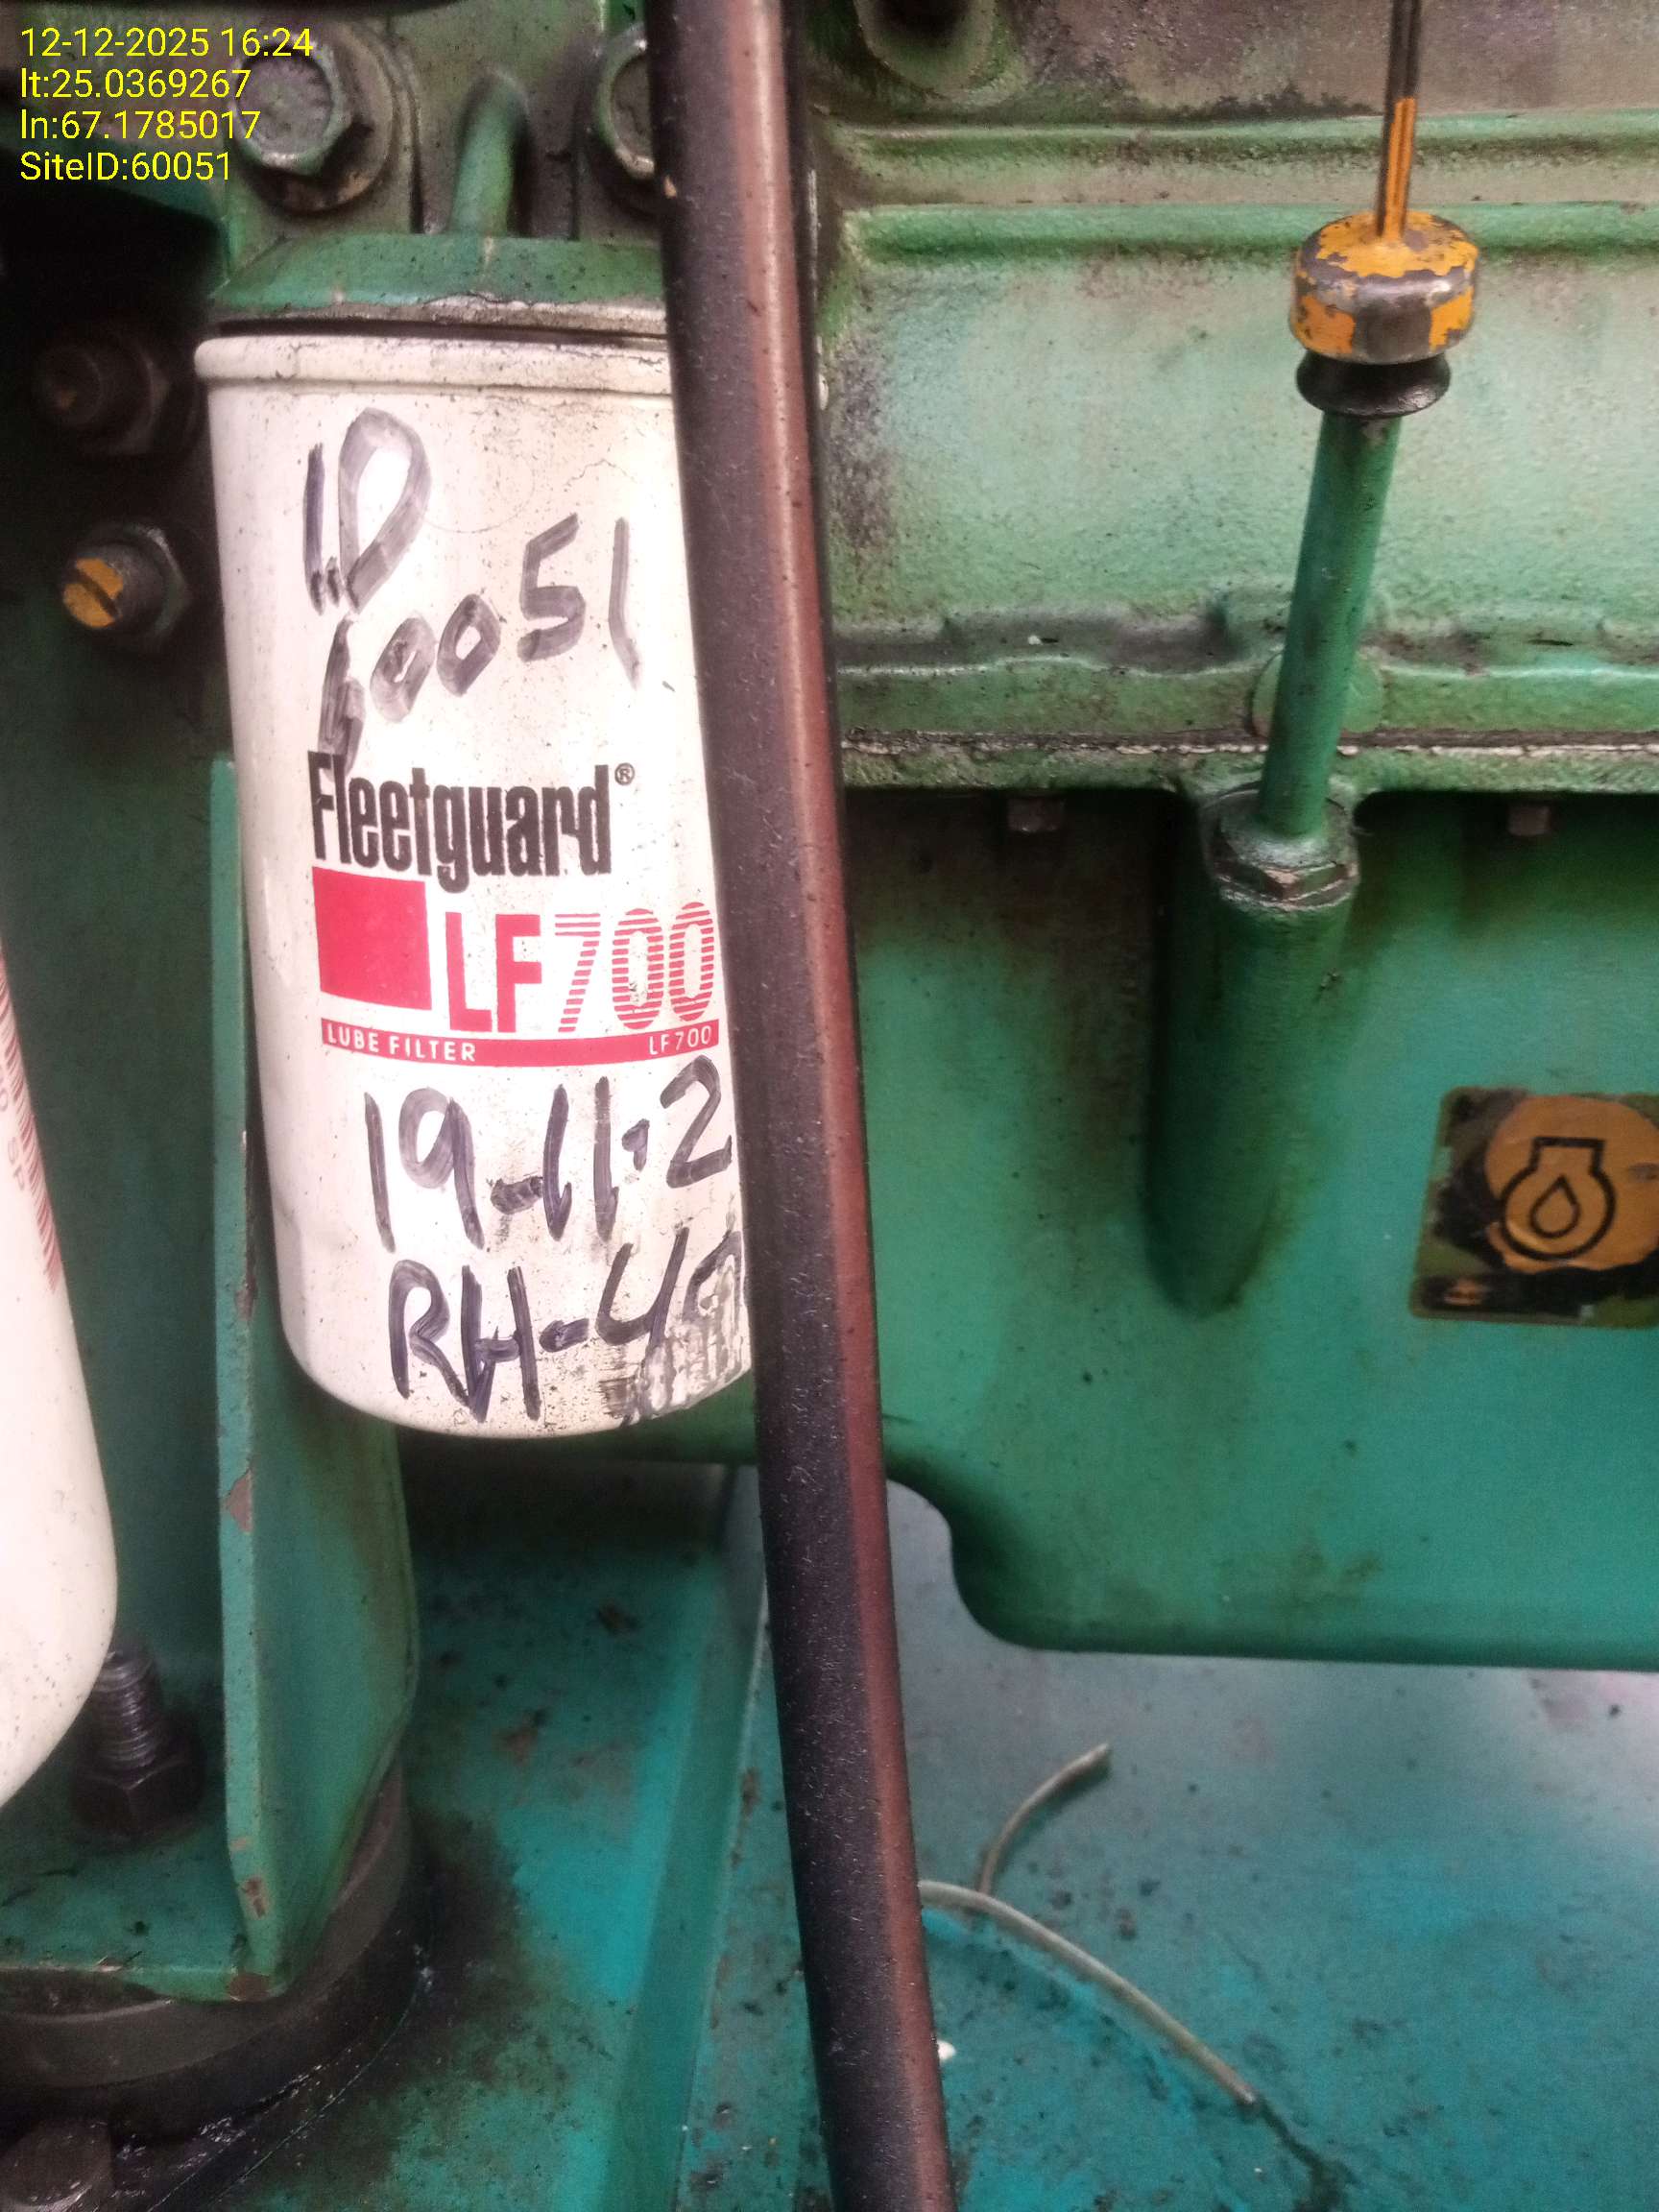 12-12-2025 16:24
lt:25.0369267
ln:67.1785017
SiteID:60051
I.D
60051
Fleetguard®
LF700
LUBE FILTER LF700
19-11-2
RH-4